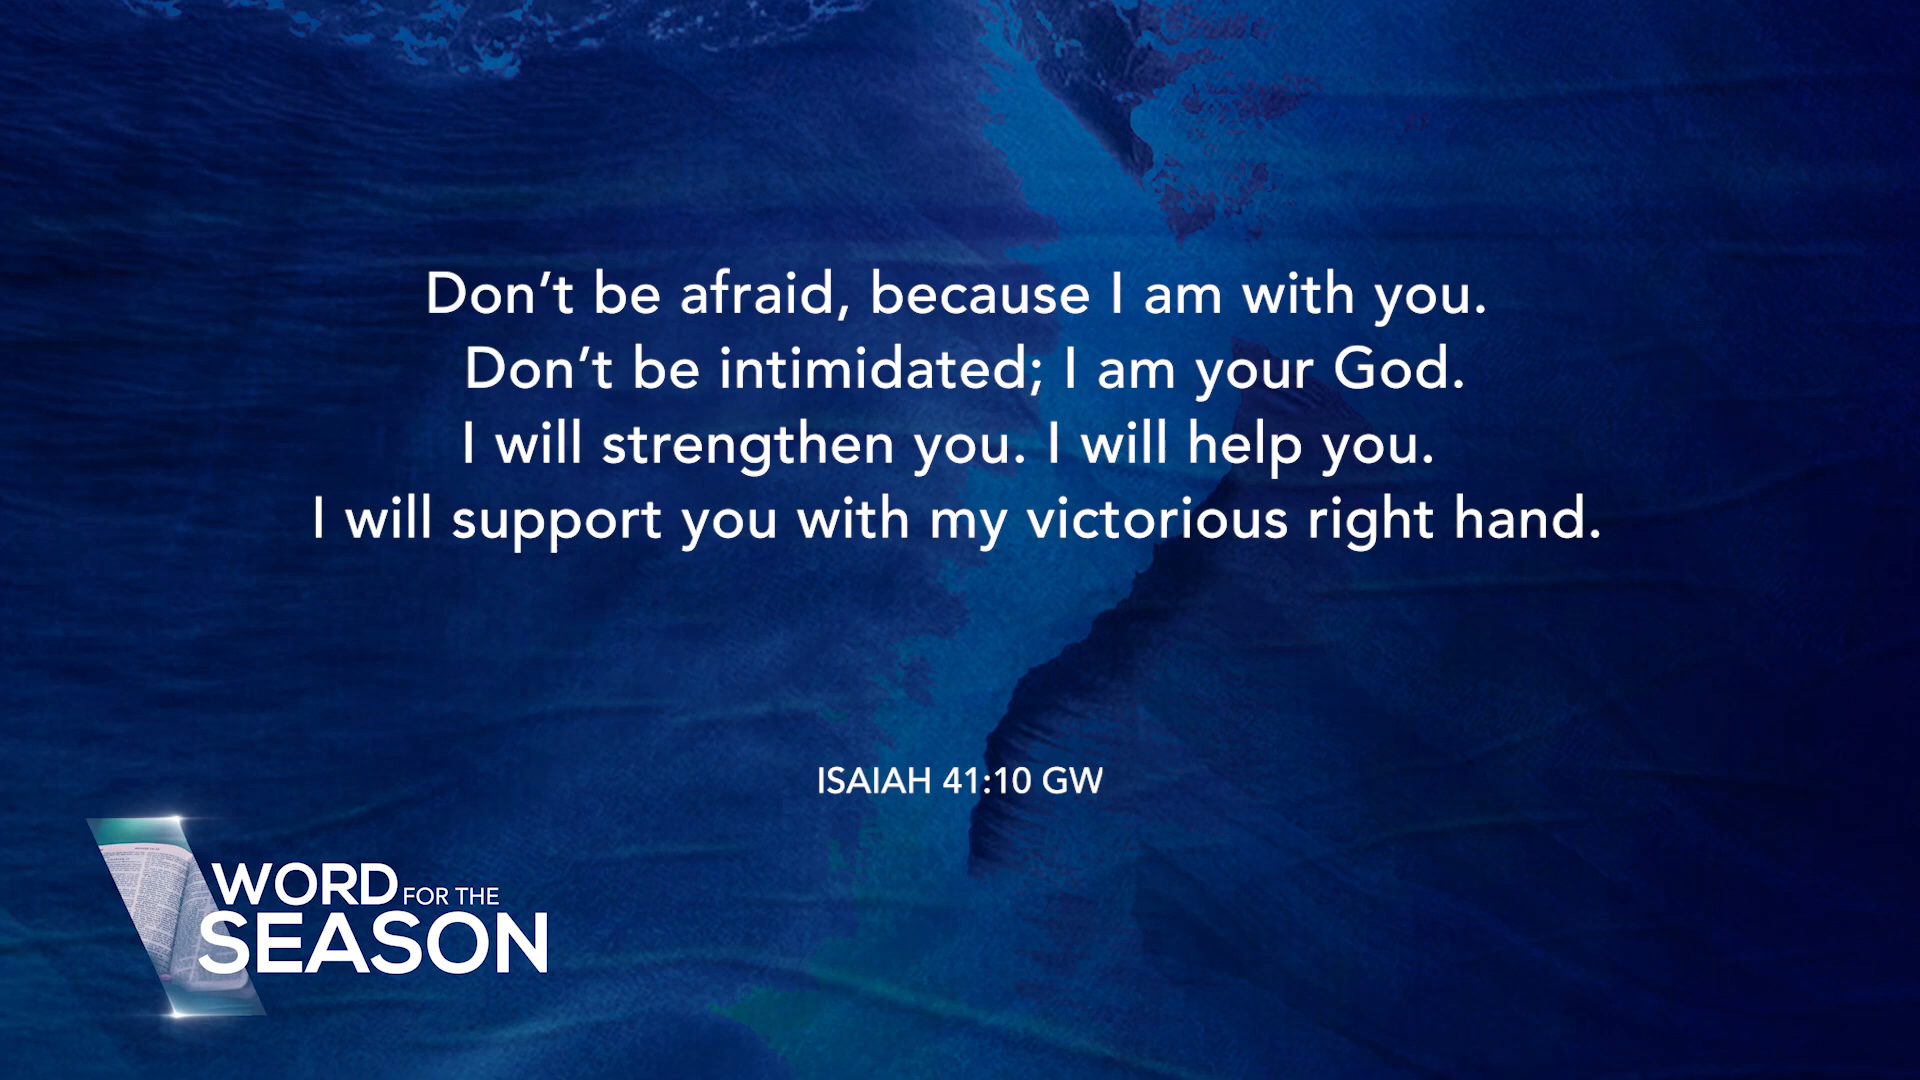 Don’t be afraid, because I am with you.
Don’t be intimidated; I am your God.
I will strengthen you. I will help you.
I will support you with my victorious right hand.
ISAIAH 41:10 GW
WORD FOR THE
SEASON